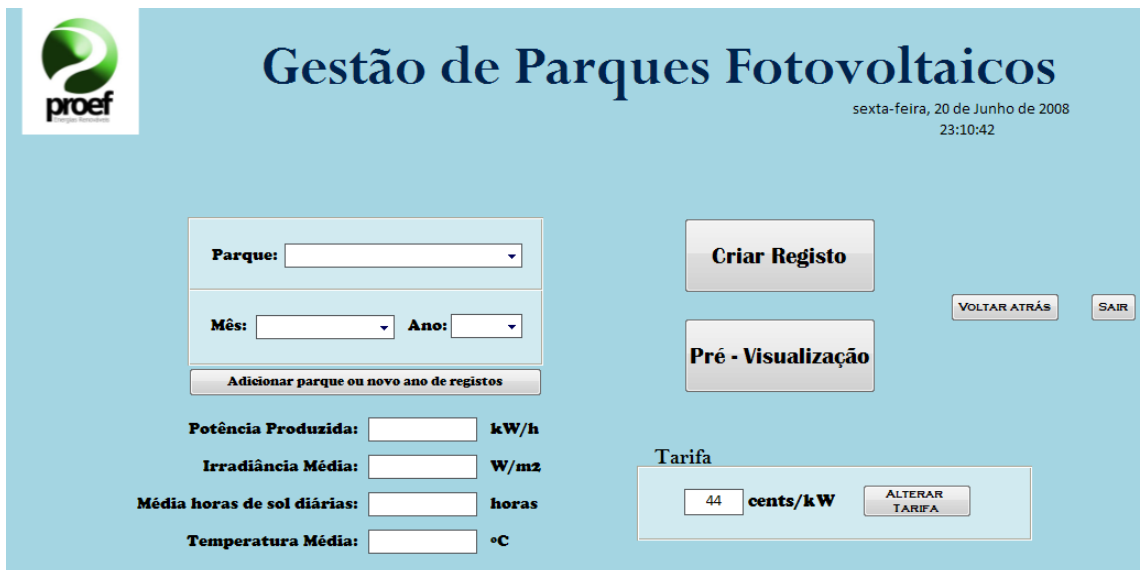 proef
Energias Renováveis
Gestão de Parques Fotovoltaicos
sexta-feira, 20 de Junho de 2008
23:10:42
Parque:
Mês: Ano:
Adicionar parque ou novo ano de registos
Potência Produzida: kW/h
Irradiância Média: W/m2
Média horas de sol diárias: horas
Temperatura Média: ºC
Criar Registo
Pré - Visualização
VOLTAR ATRÁS
SAIR
Tarifa
44 cents/kW
ALTERAR
TARIFA